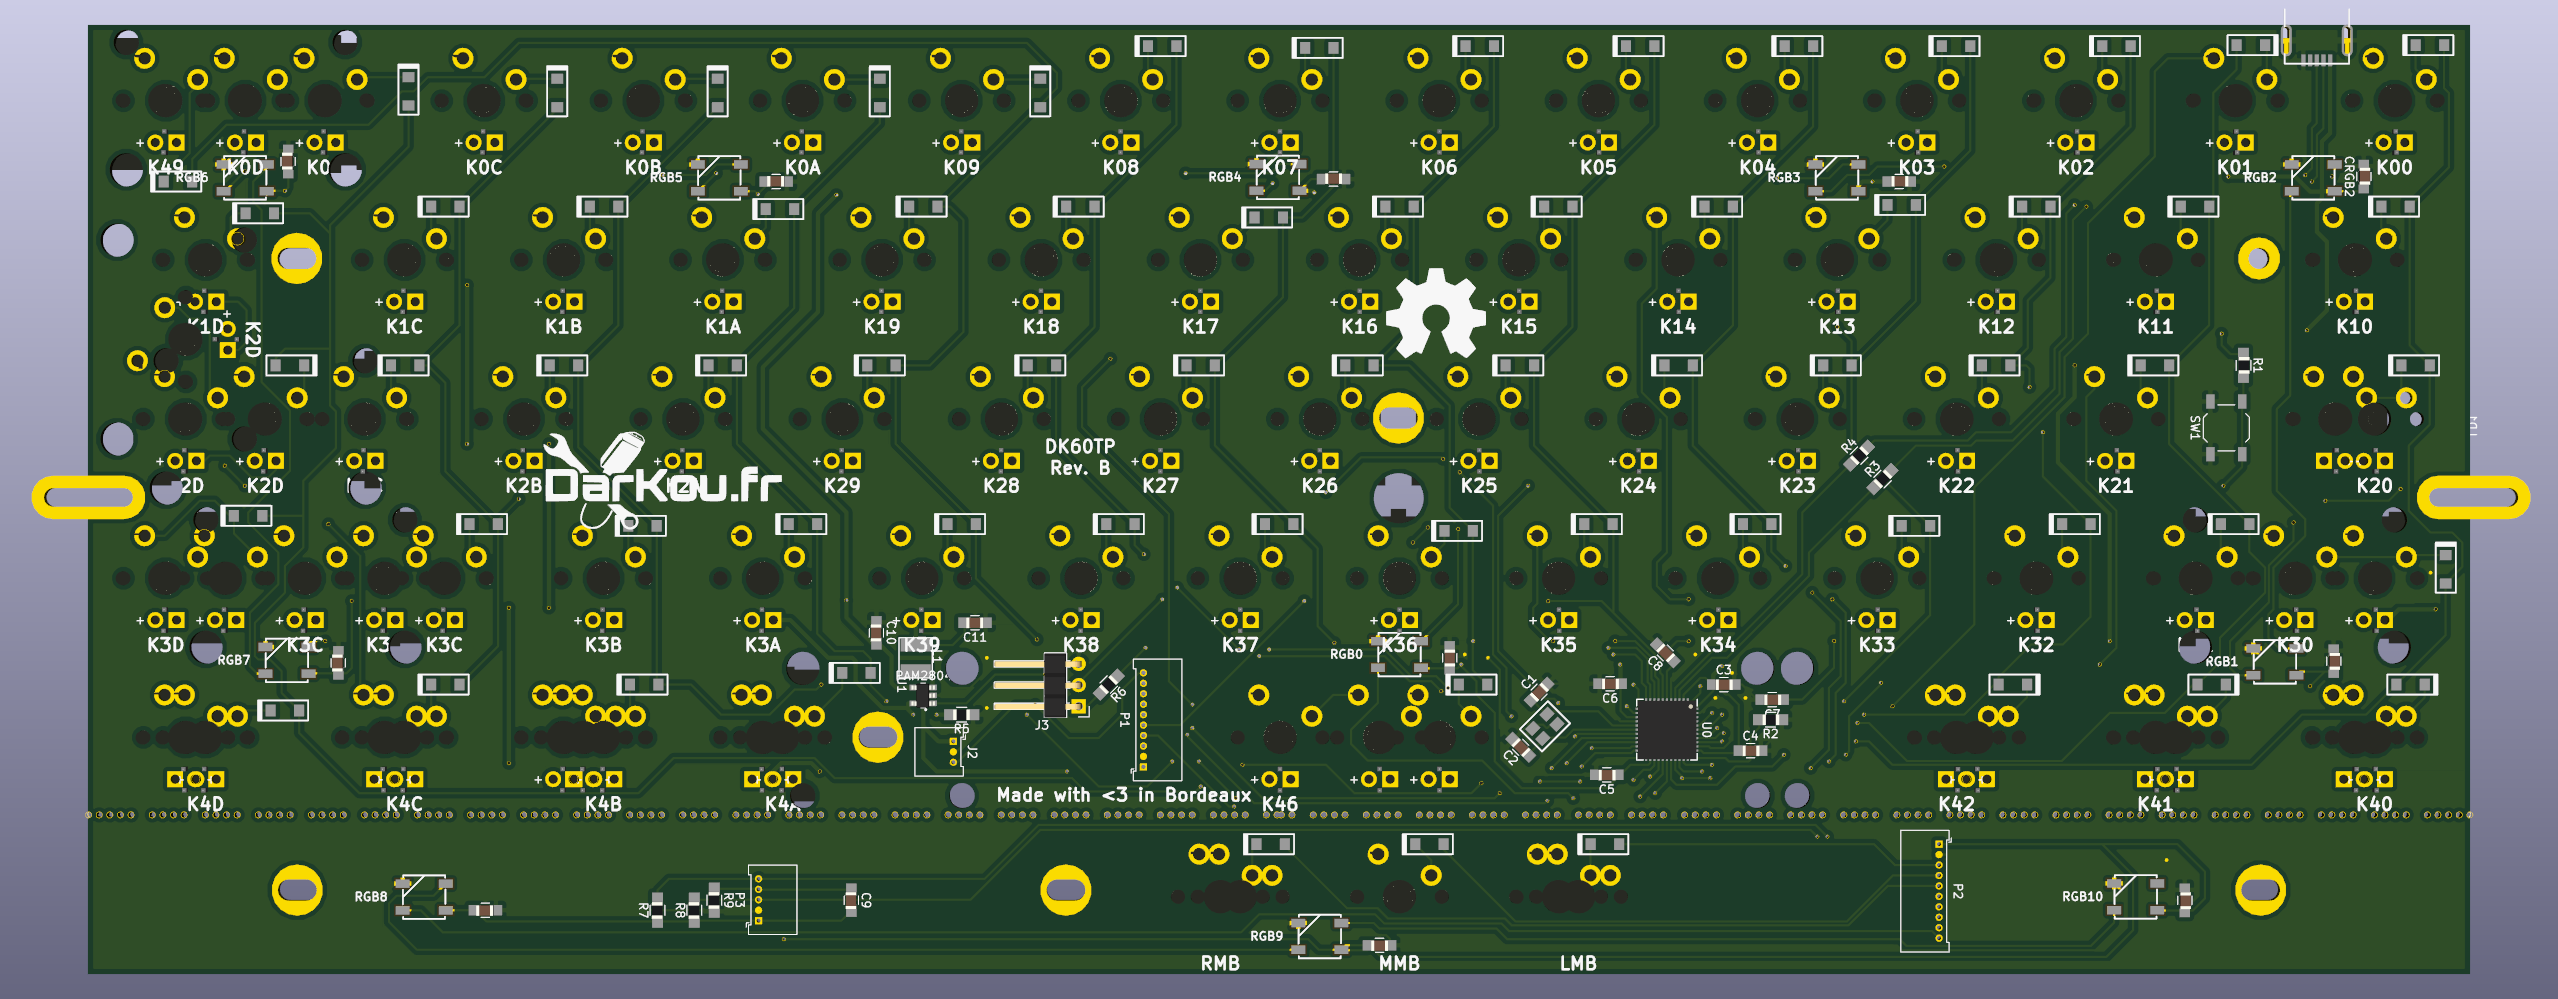 K49 K0D K0 K0C K0B K0A K09 K08 K07 K06 K05 K04 K03 K02 K01 K00
RGB6 RGB5 RGB4 RGB3 RGB2 CRGB2
K1D K1C K1B K1A K19 K18 K17 K16 K15 K14 K13 K12 K11 K10
K2D
R1
SW1
DK60TP
Rev. B
R4
R3
K2D K2D K2B K29 K28 K27 K26 K25 K24 K23 K22 K21 K20
DarKou.fr
K3D K3C K3 K3C K3B K3A K39 K38 K37 K36 K35 K34 K33 K32 K30
C10 C11
RGB7 RGB0 RGB1
PAM2804
U1
R5
J2
J3
R6
P1
C1
C2
C6
C8
C3
C7
R2
C4
C5
U0
K4D K4C K4B K4A K46 K42 K41 K40
Made with <3 in Bordeaux
RGB8 R7 R8 R9 P3 C9 P2 RGB10
RGB9
RMB MMB LMB